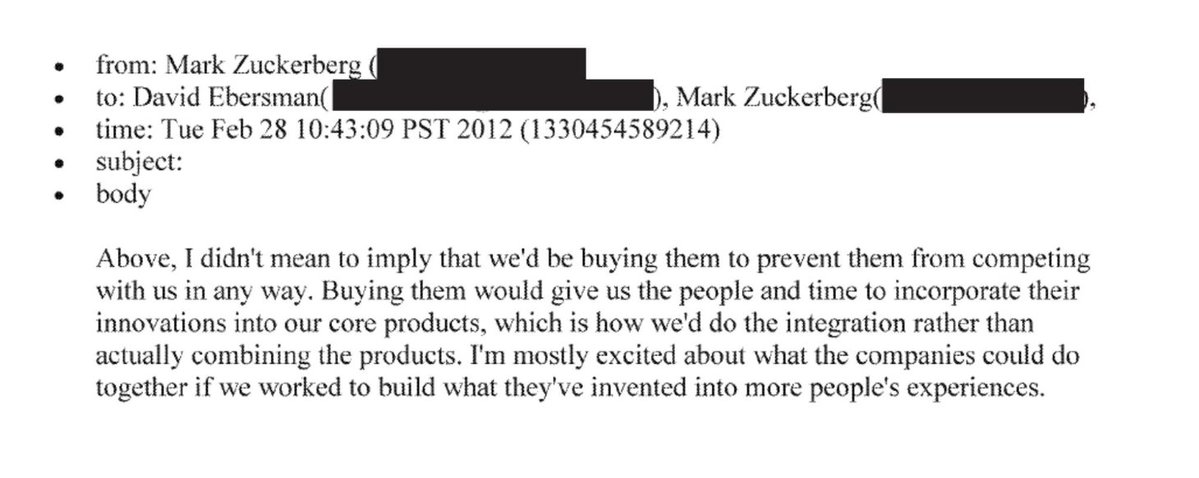 • from: Mark Zuckerberg (
• to: David Ebersman( ), Mark Zuckerberg( ),
• time: Tue Feb 28 10:43:09 PST 2012 (1330454589214)
• subject:
• body
Above, I didn't mean to imply that we'd be buying them to prevent them from competing
with us in any way. Buying them would give us the people and time to incorporate their
innovations into our core products, which is how we'd do the integration rather than
actually combining the products. I'm mostly excited about what the companies could do
together if we worked to build what they've invented into more people's experiences.